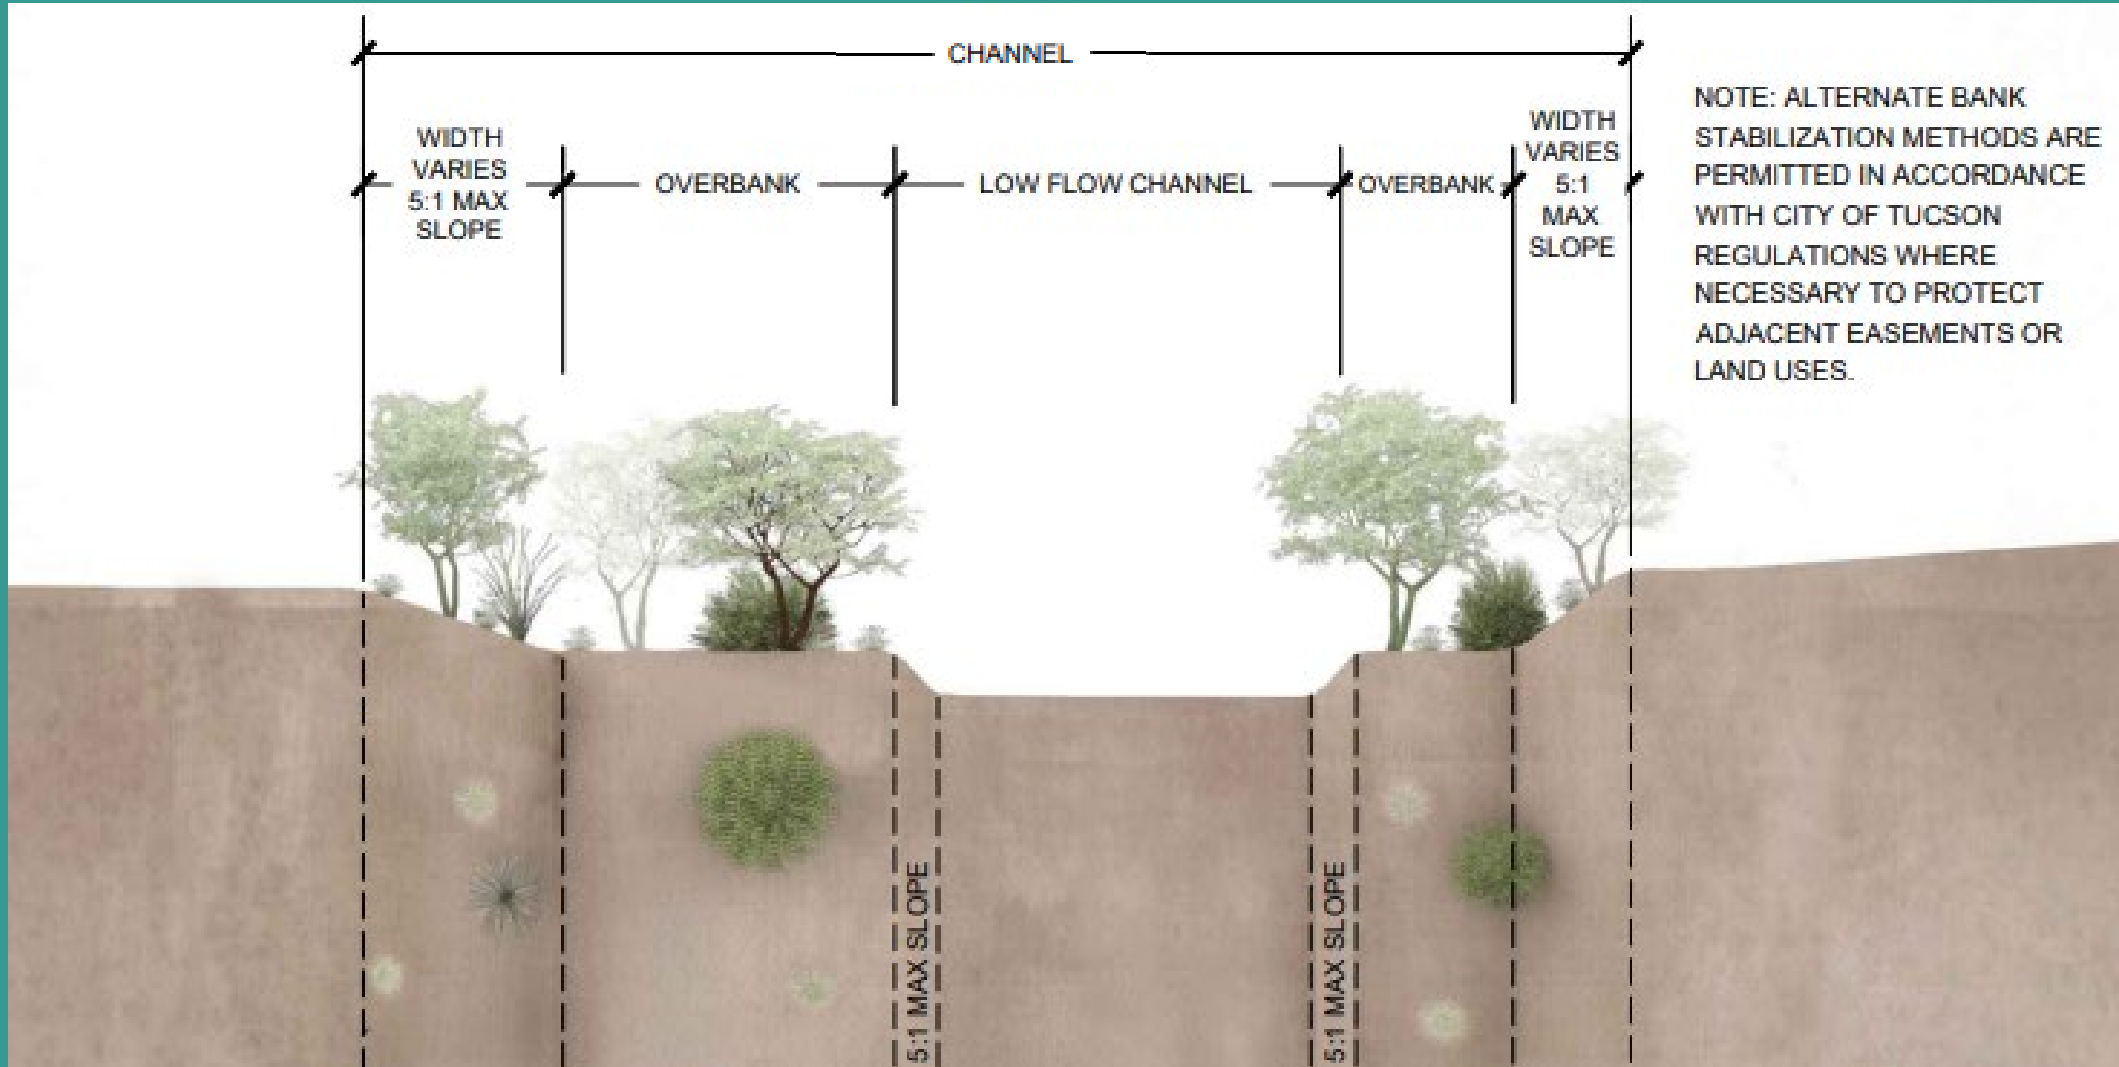 CHANNEL
WIDTH
VARIES
5:1 MAX
SLOPE
OVERBANK
LOW FLOW CHANNEL
OVERBANK
WIDTH
VARIES
5:1
MAX
SLOPE
NOTE: ALTERNATE BANK
STABILIZATION METHODS ARE
PERMITTED IN ACCORDANCE
WITH CITY OF TUCSON
REGULATIONS WHERE
NECESSARY TO PROTECT
ADJACENT EASEMENTS OR
LAND USES.
5:1 MAX SLOPE
5:1 MAX SLOPE